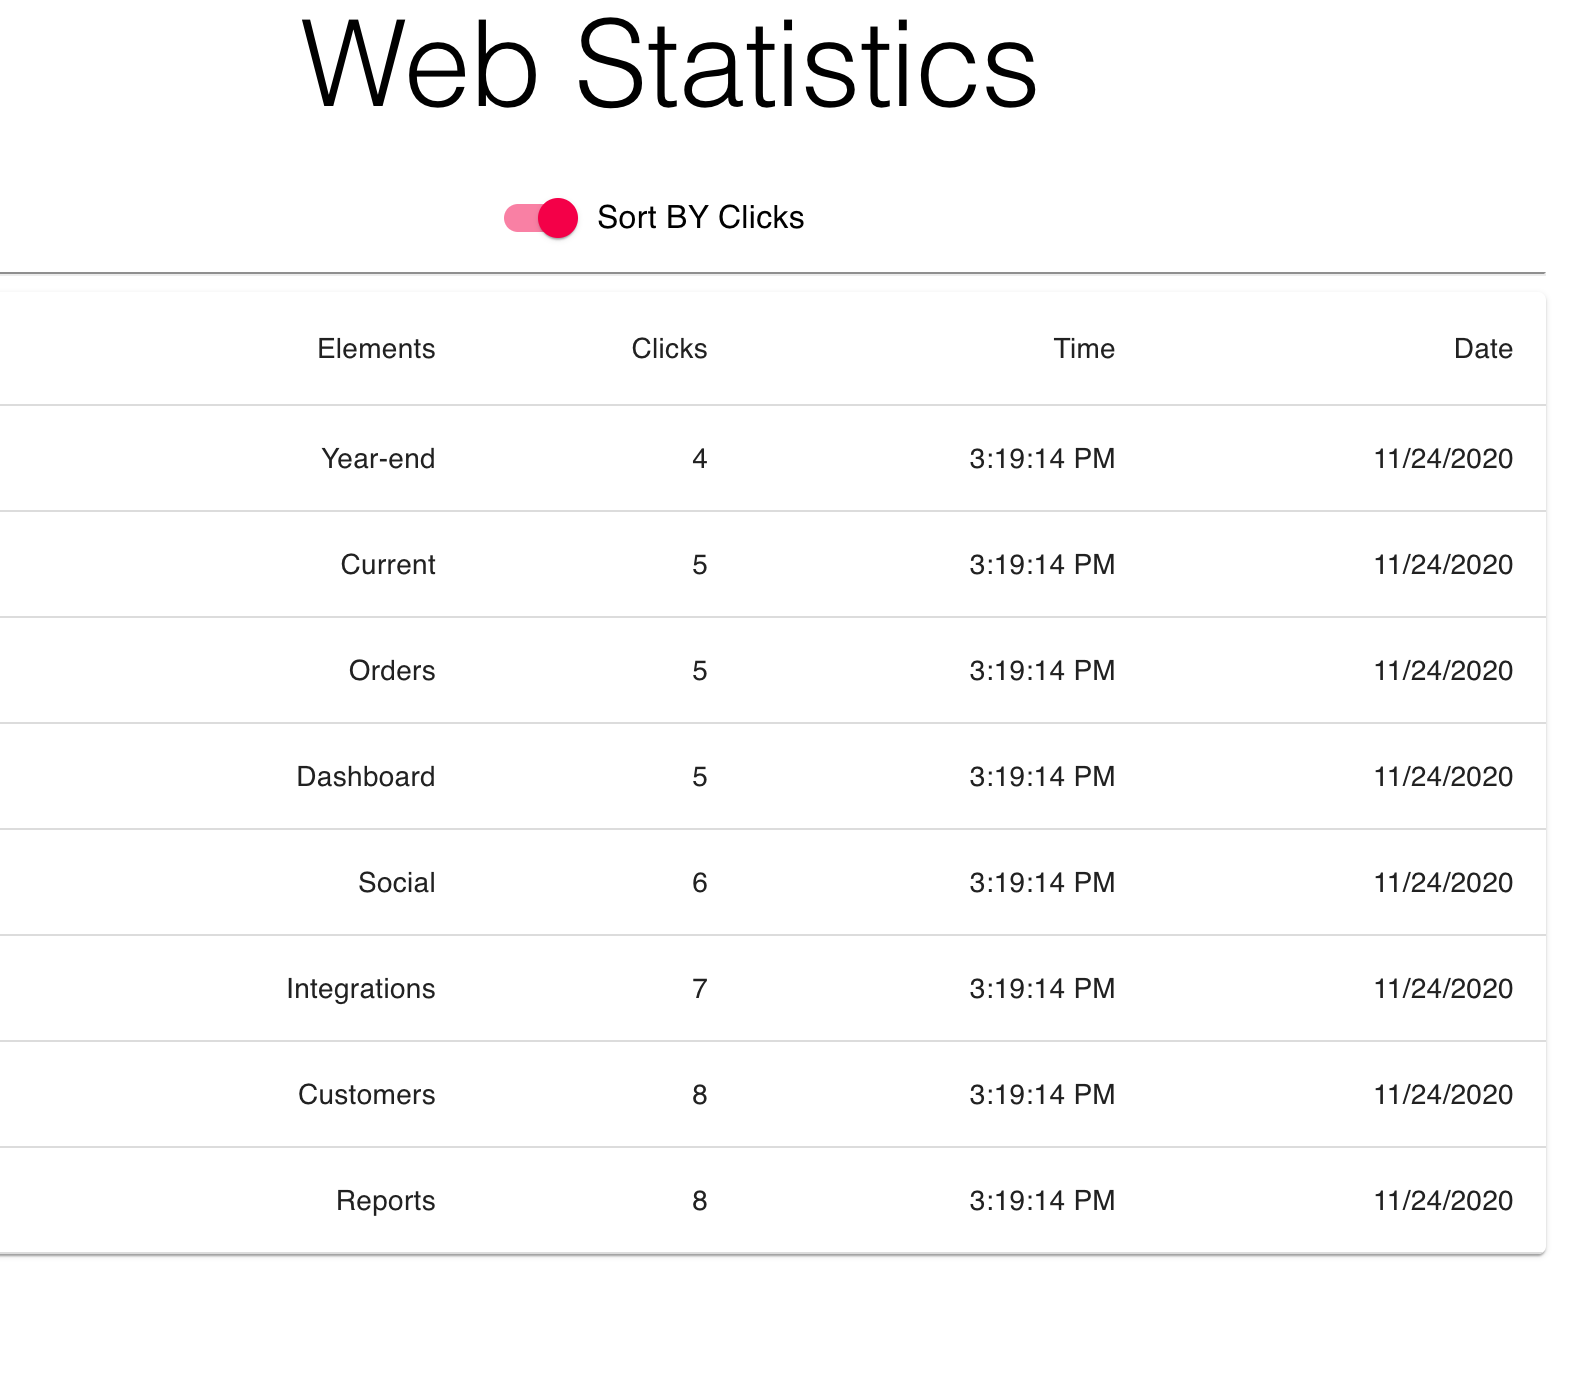 Web Statistics
Sort BY Clicks
Elements Clicks Time Date
Year-end 4 3:19:14 PM 11/24/2020
Current 5 3:19:14 PM 11/24/2020
Orders 5 3:19:14 PM 11/24/2020
Dashboard 5 3:19:14 PM 11/24/2020
Social 6 3:19:14 PM 11/24/2020
Integrations 7 3:19:14 PM 11/24/2020
Customers 8 3:19:14 PM 11/24/2020
Reports 8 3:19:14 PM 11/24/2020